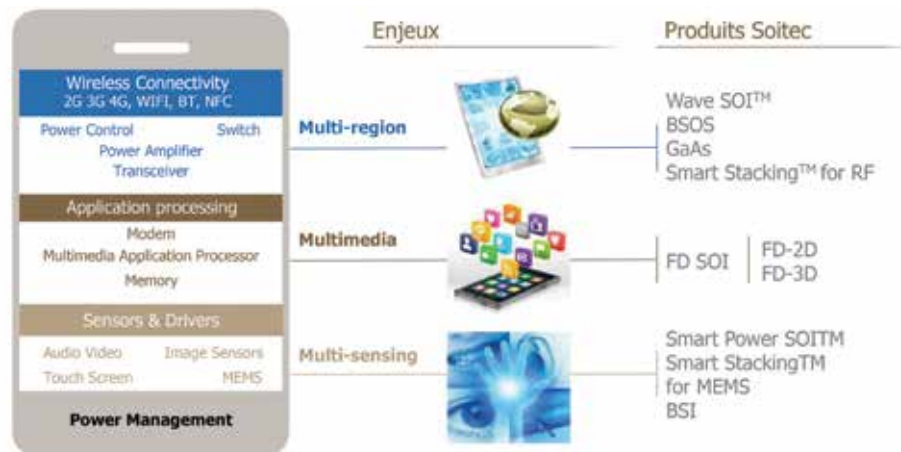 Enjeux
Produits Soitec
Wireless Connectivity
2G 3G 4G, WIFI, BT, NFC
Power Control Switch
Power Amplifier
Transceiver
Multi-region
Wave SOI™
BSOS
GaAs
Smart Stacking™ for RF
Application processing
Modem
Multimedia Application Processor
Memory
Multimedia
FD SOI
FD-2D
FD-3D
Sensors & Drivers
Audio Video Image Sensors
Touch Screen MEMS
Multi-sensing
Smart Power SOITM
Smart StackingTM
for MEMS
BSI
Power Management